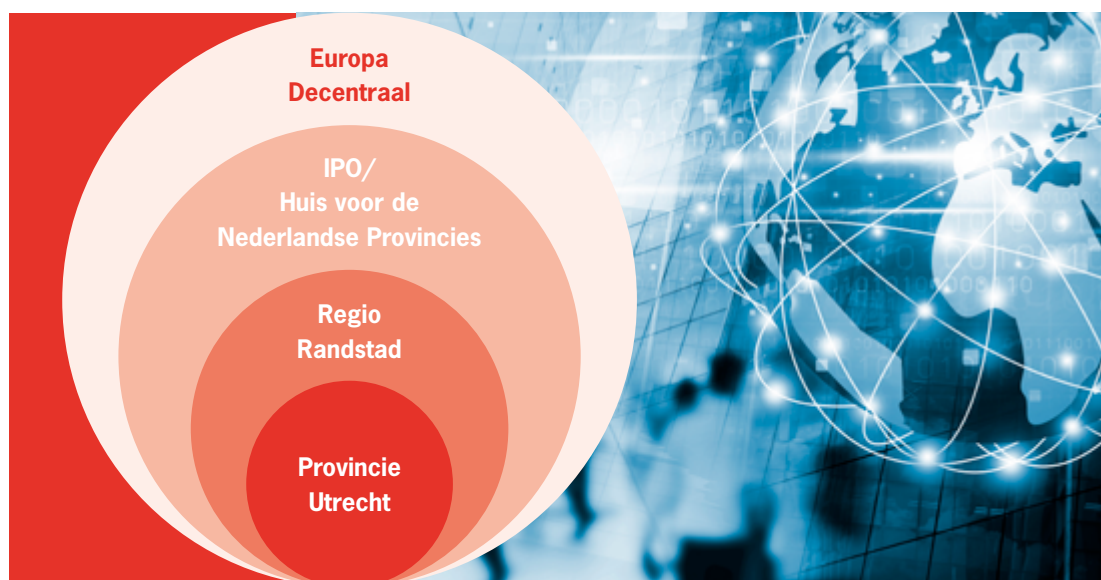 Europa
Decentraal
IPO/
Huis voor de
Nederlandse Provincies
Regio
Randstad
Provincie
Utrecht